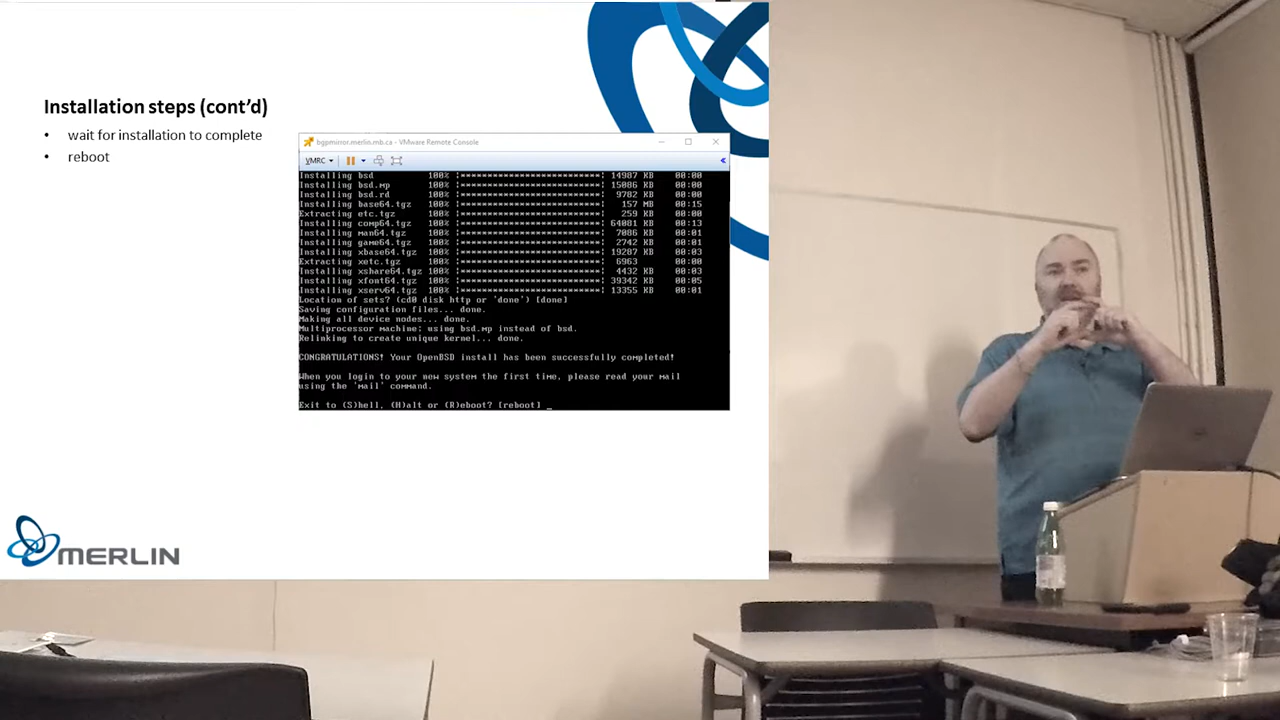 Installation steps (cont’d)
• wait for installation to complete
• reboot
bgpmirror.merlin.mb.ca - VMware Remote Console
VMRC
Installing bsd 100% |**************************| 14987 KB 00:00
Installing bsd.mp 100% |**************************| 15086 KB 00:00
Installing bsd.rd 100% |**************************| 9782 KB 00:00
Installing base64.tgz 100% |**************************| 157 MB 00:15
Extracting etc.tgz 100% |**************************| 259 KB 00:00
Installing comp64.tgz 100% |**************************| 64081 KB 00:13
Installing man64.tgz 100% |**************************| 7086 KB 00:01
Installing game64.tgz 100% |**************************| 2742 KB 00:01
Installing xbase64.tgz 100% |**************************| 19287 KB 00:03
Extracting xetc.tgz 100% |**************************| 6963 00:00
Installing xshare64.tgz 100% |**************************| 4432 KB 00:03
Installing xfont64.tgz 100% |**************************| 39342 KB 00:05
Installing xserv64.tgz 100% |**************************| 13355 KB 00:01
Location of sets? (cd0 disk http or 'done') [done]
Saving configuration files... done.
Making all device nodes... done.
Multiprocessor machine; using bsd.mp instead of bsd.
Relinking to create unique kernel... done.
CONGRATULATIONS! Your OpenBSD install has been successfully completed!
When you login to your new system the first time, please read your mail
using the 'mail' command.
Exit to (S)hell, (H)alt or (R)eboot? [reboot] _
MERLIN